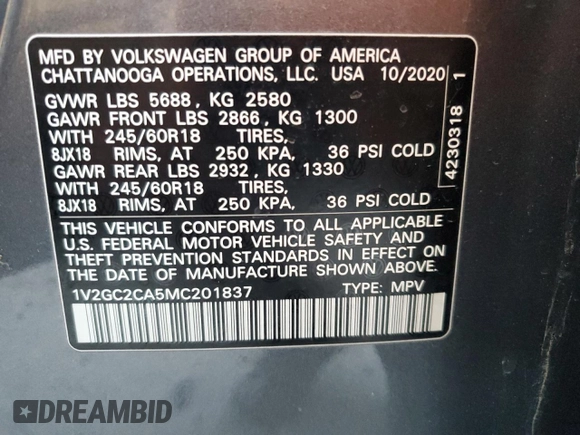 MFD BY VOLKSWAGEN GROUP OF AMERICA
CHATTANOOGA OPERATIONS, LLC. USA 10/2020
GVWR LBS 5688, KG 2580
GAWR FRONT LBS 2866, KG 1300
WITH 245/60R18 TIRES,
8JX18 RIMS, AT 250 KPA, 36 PSI COLD
GAWR REAR LBS 2932, KG 1330
WITH 245/60R18 TIRES,
8JX18 RIMS, AT 250 KPA, 36 PSI COLD
THIS VEHICLE CONFORMS TO ALL APPLICABLE
U.S. FEDERAL MOTOR VEHICLE SAFETY AND
THEFT PREVENTION STANDARDS IN EFFECT ON
THE DATE OF MANUFACTURE SHOWN ABOVE.
1V2GC2CA5MC201837 TYPE: MPV
4230318 1
DREAMBID